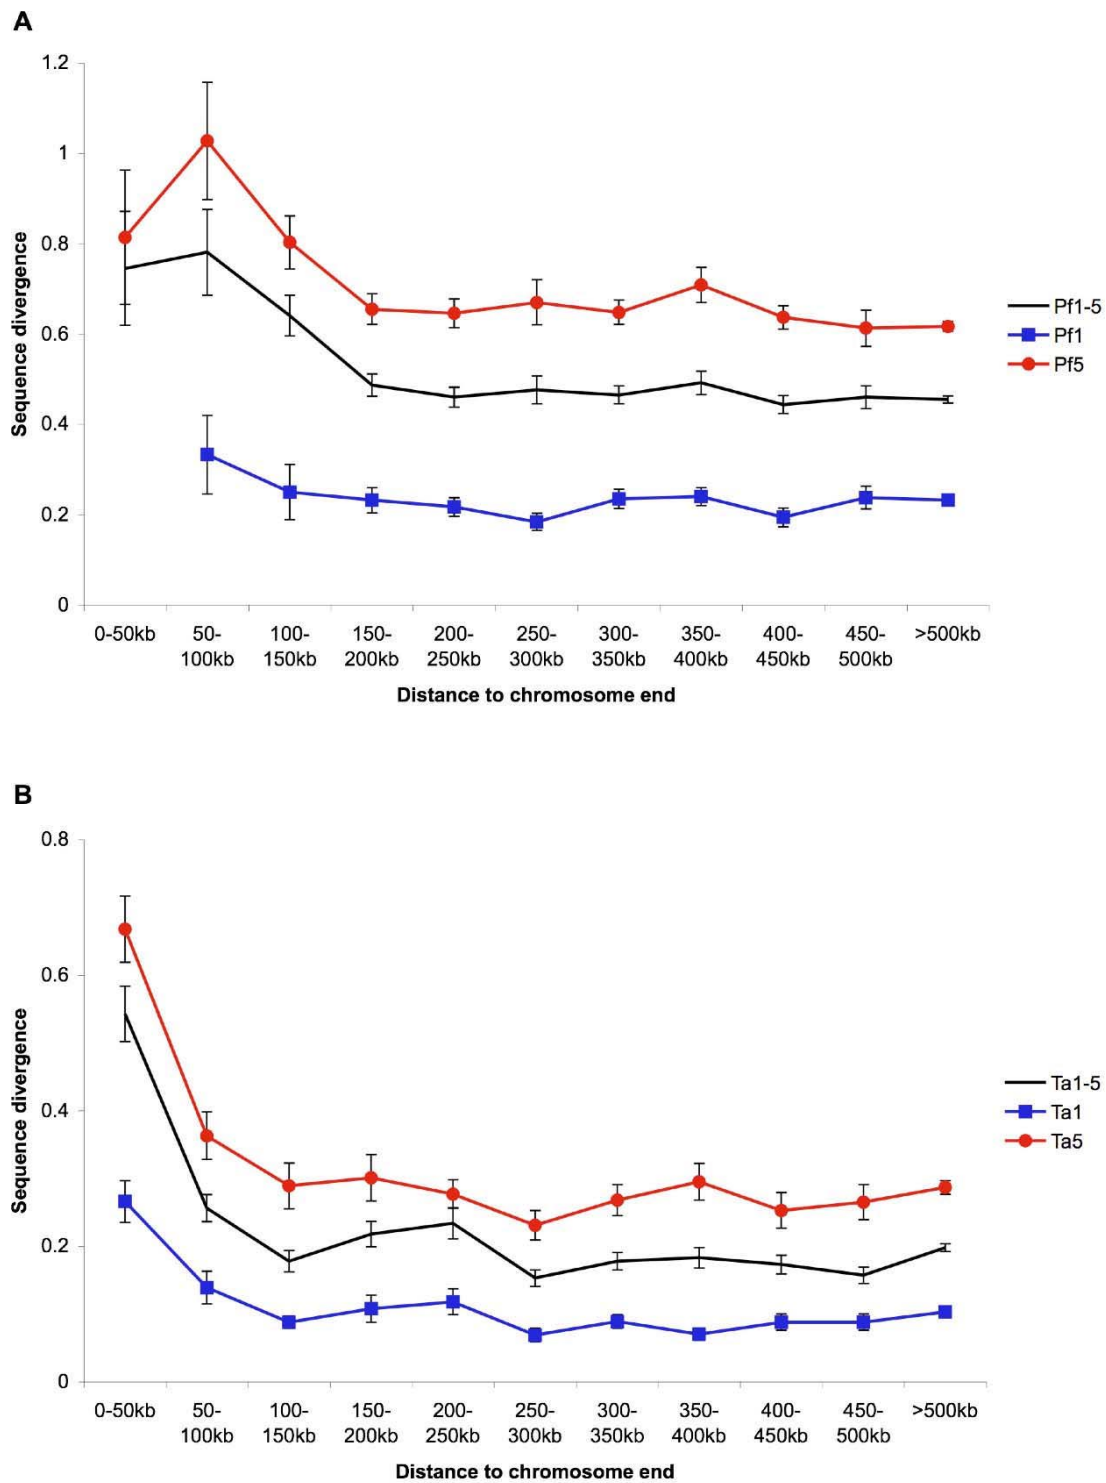 A
1.2
1
0.8
0.6
0.4
0.2
0
Sequence divergence
0-50kb 50- 100- 150- 200- 250- 300- 350- 400- 450- >500kb
100kb 150kb 200kb 250kb 300kb 350kb 400kb 450kb 500kb
Distance to chromosome end
Pf1-5
Pf1
Pf5
B
0.8
0.6
0.4
0.2
0
Sequence divergence
0-50kb 50- 100- 150- 200- 250- 300- 350- 400- 450- >500kb
100kb 150kb 200kb 250kb 300kb 350kb 400kb 450kb 500kb
Distance to chromosome end
Ta1-5
Ta1
Ta5